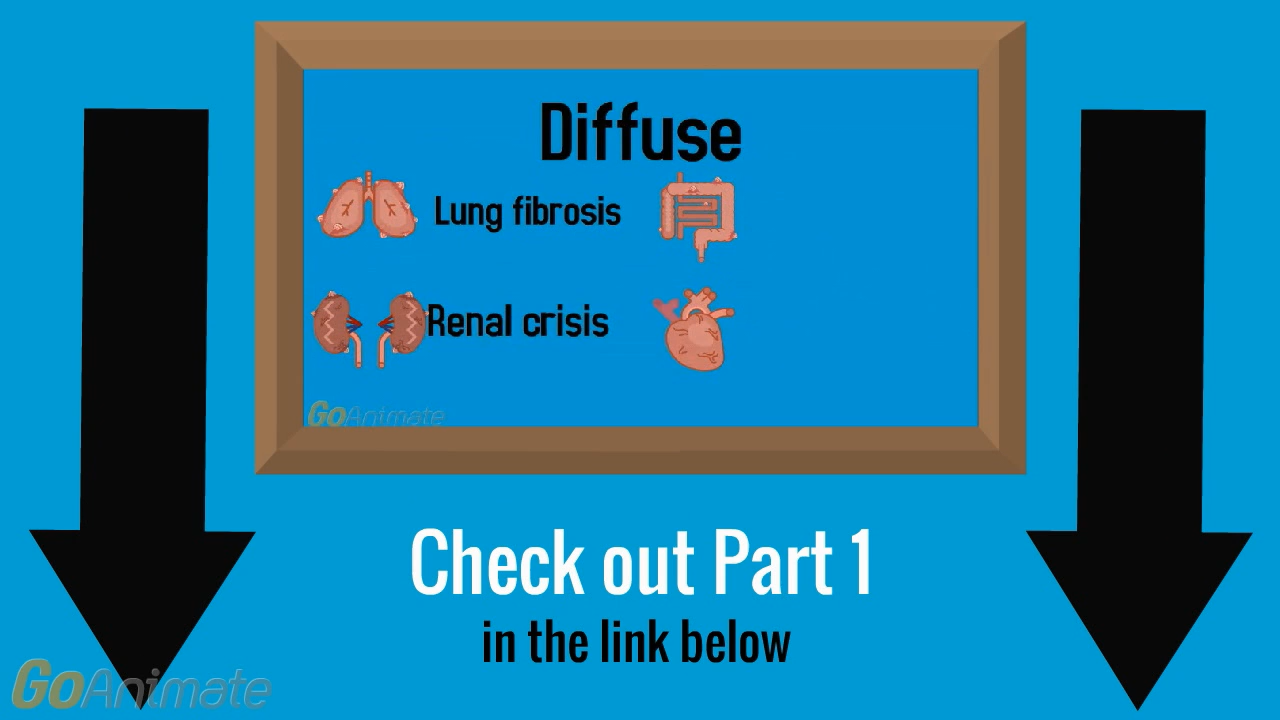 Diffuse
Lung fibrosis
Renal crisis
GoAnimate
Check out Part 1
in the link below
GoAnimate